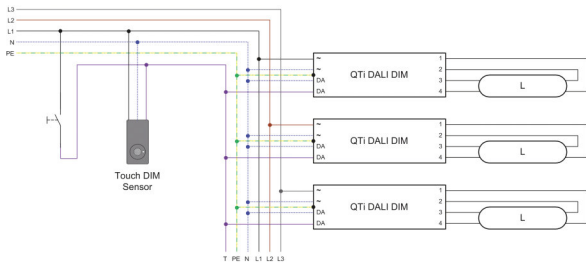 L3
L2
L1
N
PE
~
~
DA
DA
QTi DALI DIM
1
2
3
4
L
Touch DIM
Sensor
~
~
DA
DA
QTi DALI DIM
1
2
3
4
L
~
~
DA
DA
QTi DALI DIM
1
2
3
4
L
T PE N L1 L2 L3